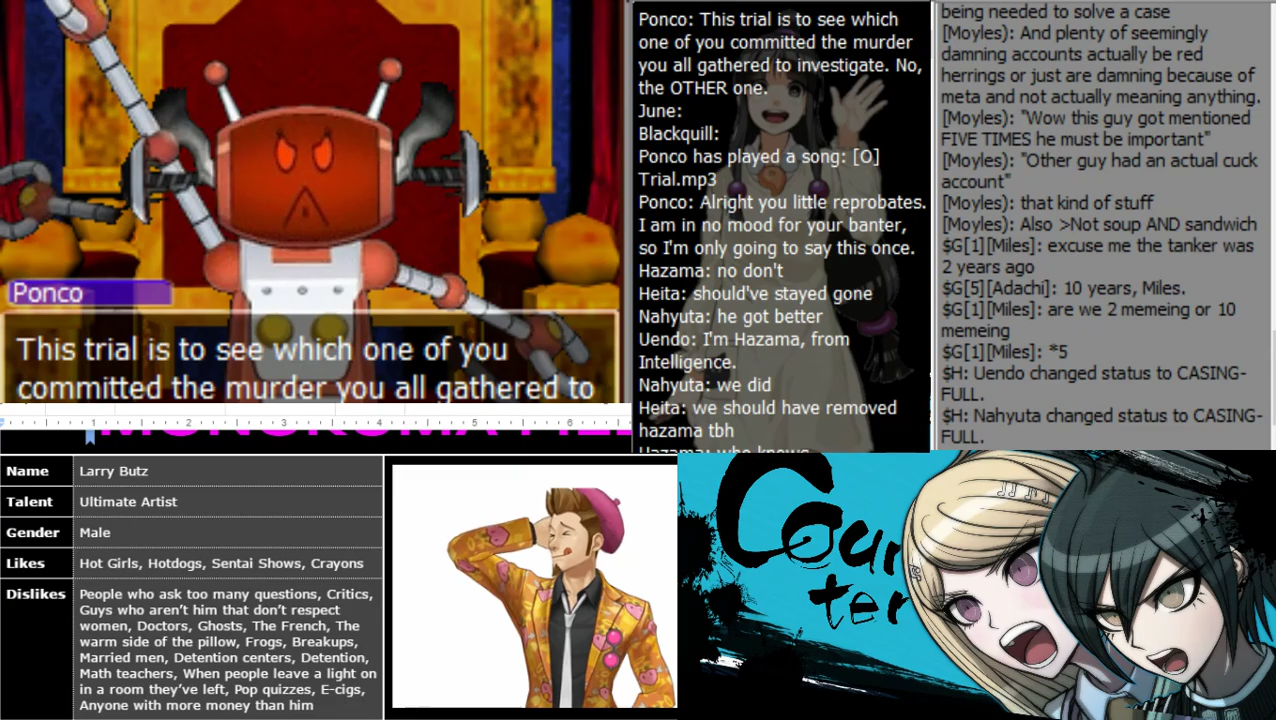 Ponco
This trial is to see which one of you
committed the murder you all gathered to
Ponco: This trial is to see which
one of you committed the murder
you all gathered to investigate. No,
the OTHER one.
June:
Blackquill:
Ponco has played a song: [O]
Trial.mp3
Ponco: Alright you little reprobates.
I am in no mood for your banter,
so I'm only going to say this once.
Hazama: no don't
Heita: should've stayed gone
Nahyuta: he got better
Uendo: I'm Hazama, from
Intelligence.
Nahyuta: we did
Heita: we should have removed
hazama tbh
Hazama: who knows
being needed to solve a case
[Moyles): And plenty of seemingly
damning accounts actually be red
herrings or just are damning because of
meta and not actually meaning anything.
[Moyles): "Wow this guy got mentioned
FIVE TIMES he must be important"
[Moyles): "Other guy had an actual cuck
account"
[Moyles): that kind of stuff
[Moyles): Also >Not soup AND sandwich
$G[1][Miles]: excuse me the tanker was
2 years ago
$G[5][Adachi]: 10 years, Miles.
$G[1][Miles]: are we 2 memeing or 10
memeing
$G[1][Miles]: *5
$H: Uendo changed status to CASING-
FULL.
$H: Nahyuta changed status to CASING-
FULL.
1 2 3 4 5 6
Name Larry Butz
Talent Ultimate Artist
Gender Male
Likes Hot Girls, Hotdogs, Sentai Shows, Crayons
Dislikes People who ask too many questions, Critics,
Guys who aren't him that don't respect
women, Doctors, Ghosts, The French, The
warm side of the pillow, Frogs, Breakups,
Married men, Detention centers, Detention,
Math teachers, When people leave a light on
in a room they've left, Pop quizzes, E-cigs,
Anyone with more money than him
Coun
ter